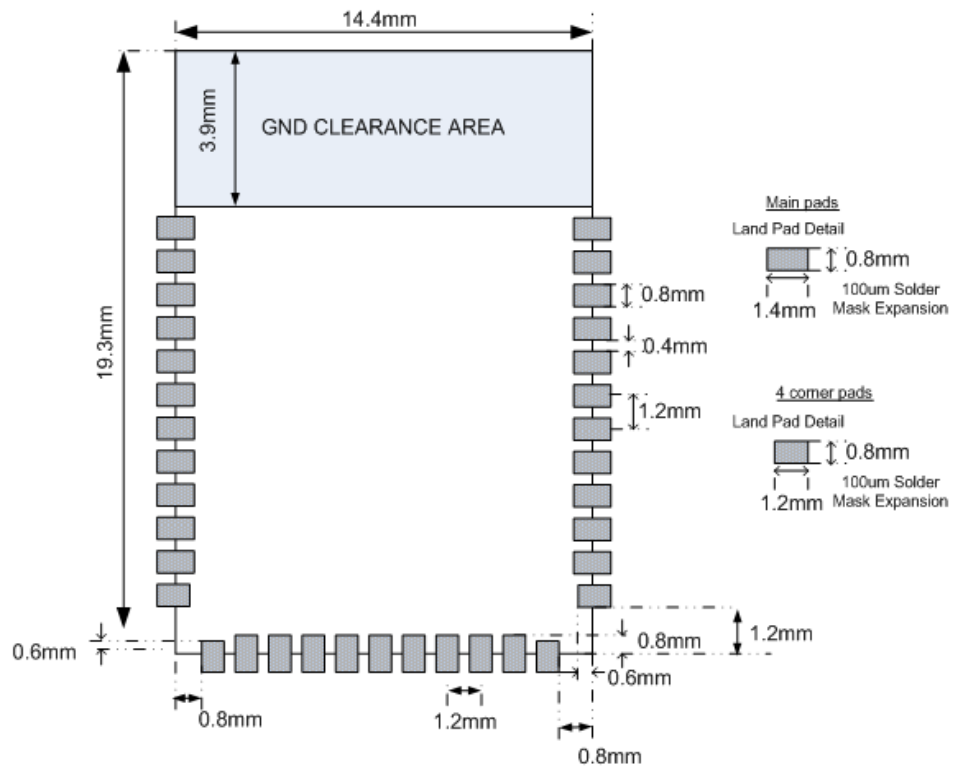 14.4mm
3.9mm
GND CLEARANCE AREA
19.3mm
Main pads
Land Pad Detail
0.8mm
100um Solder
Mask Expansion
1.4mm
0.8mm
0.4mm
1.2mm
4 corner pads
Land Pad Detail
0.8mm
100um Solder
Mask Expansion
1.2mm
0.6mm
0.8mm
1.2mm
0.8mm
0.6mm
1.2mm
0.8mm